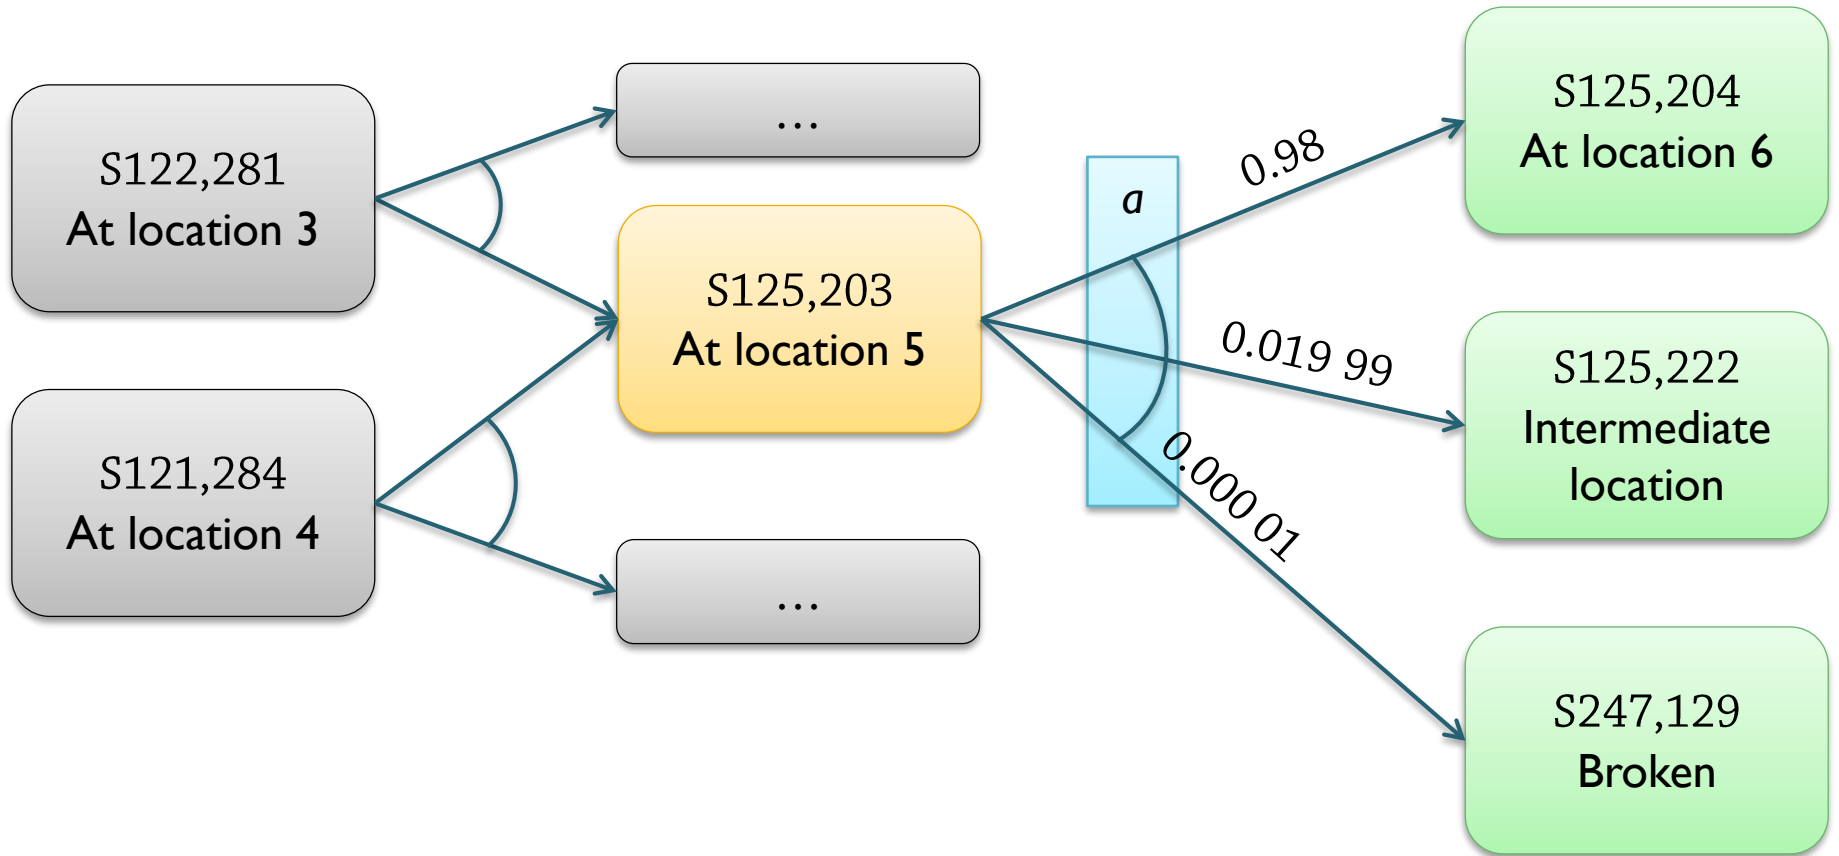 S122,281
At location 3
S121,284
At location 4
…
S125,203
At location 5
…
a
0.98
0.019 99
0.000 01
S125,204
At location 6
S125,222
Intermediate
location
S247,129
Broken